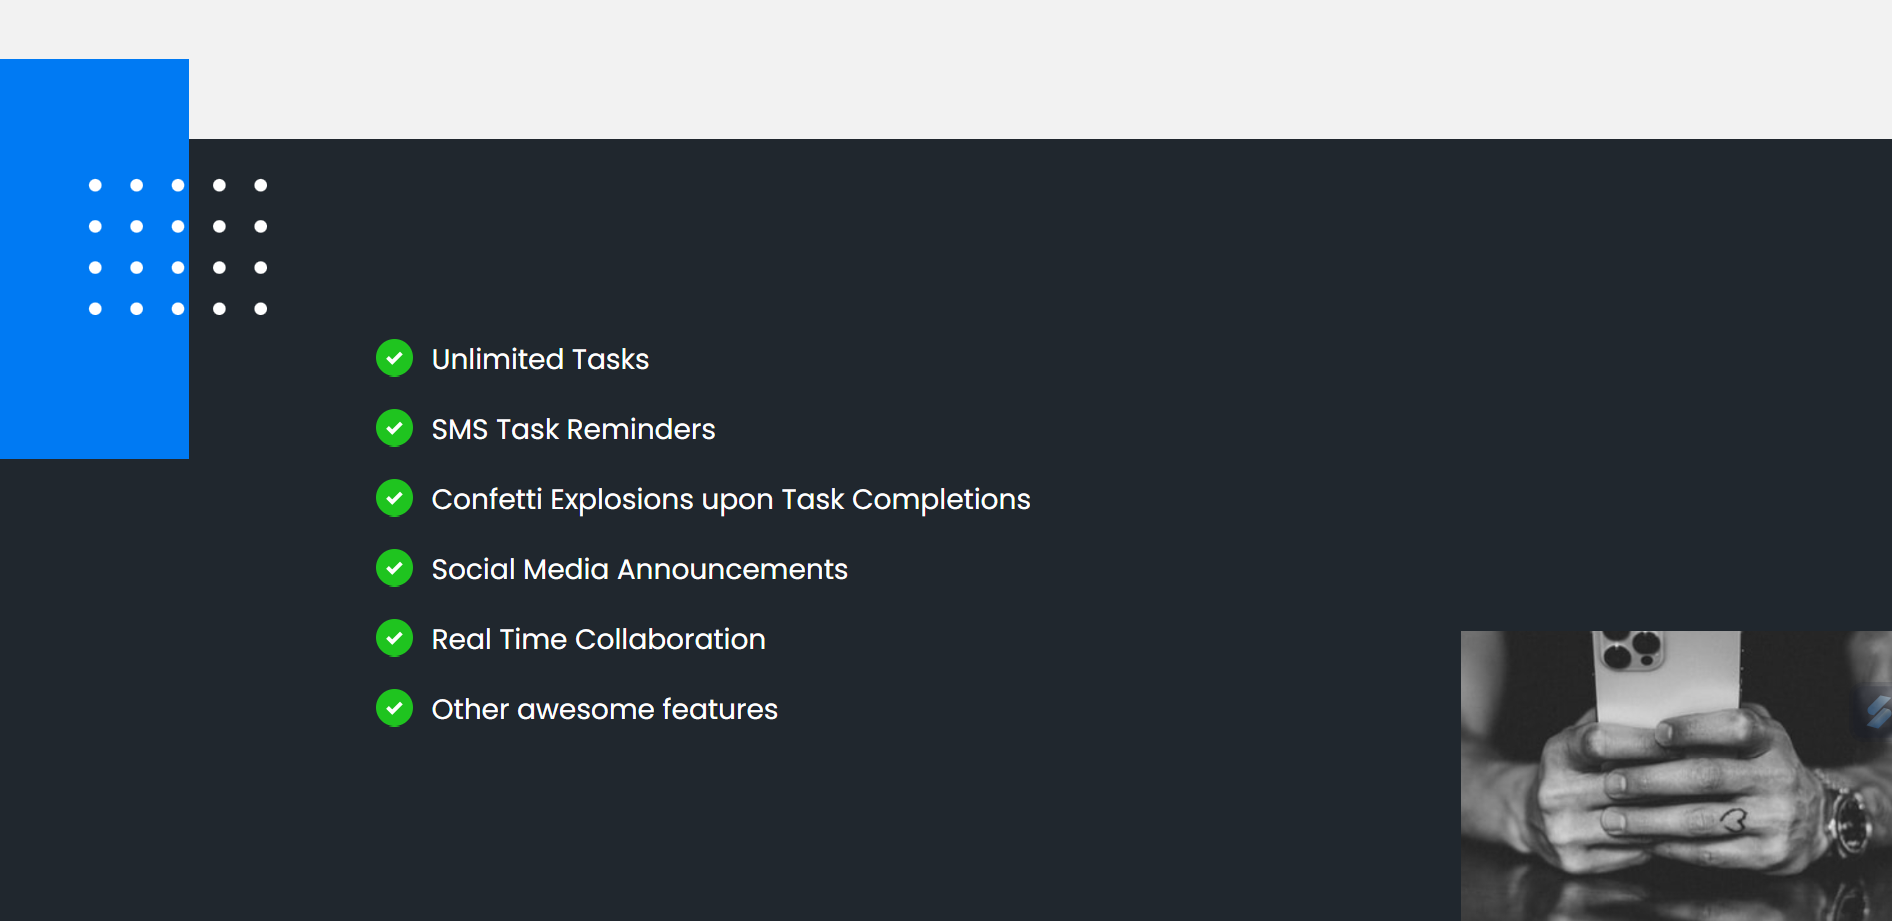 Unlimited Tasks
SMS Task Reminders
Confetti Explosions upon Task Completions
Social Media Announcements
Real Time Collaboration
Other awesome features